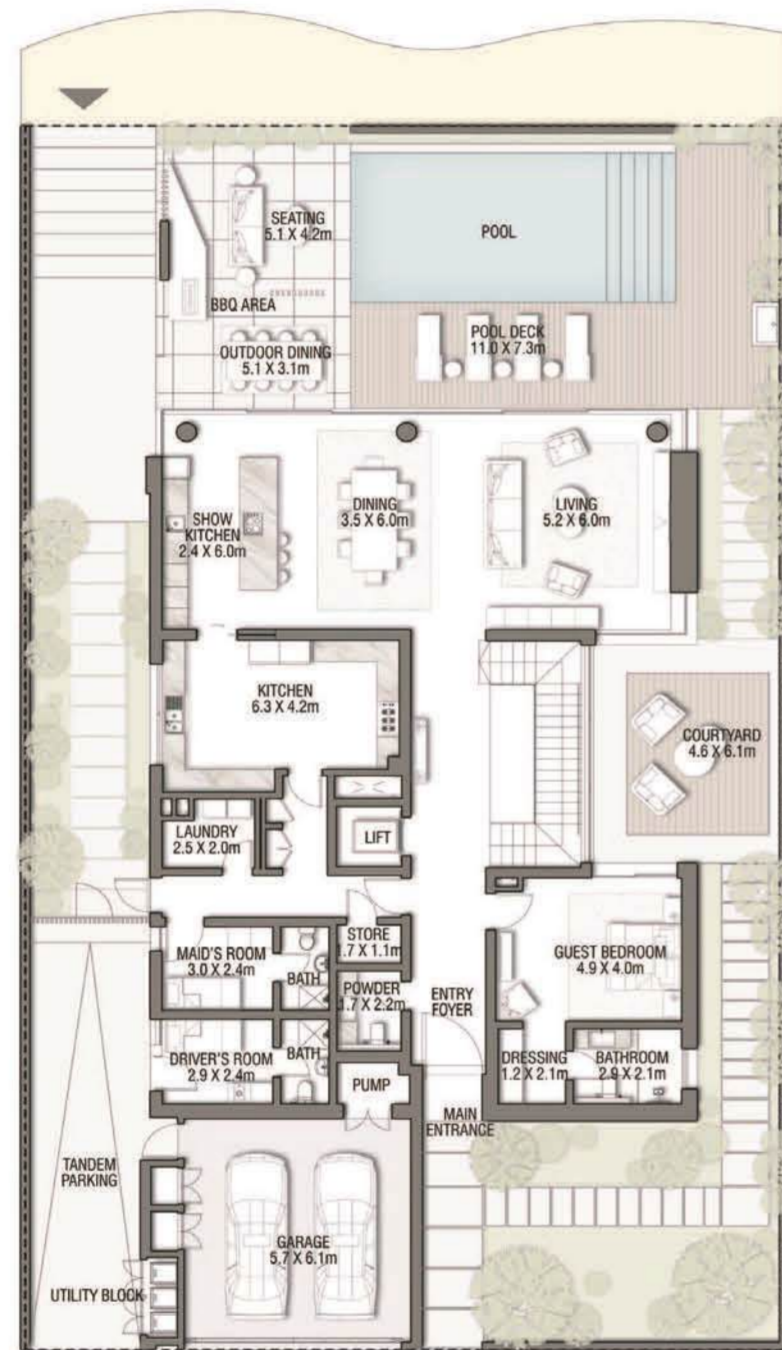 SEATING
5.1 X 4.2m
POOL
BBQ AREA
POOL DECK
11.0 X 7.3m
OUTDOOR DINING
5.1 X 3.1m
SHOW
KITCHEN
2.4 X 6.0m
DINING
3.5 X 6.0m
LIVING
5.2 X 6.0m
KITCHEN
6.3 X 4.2m
COURTYARD
4.6 X 6.1m
LAUNDRY
2.5 X 2.0m
LIFT
STORE
1.7 X 1.1m
MAID'S ROOM
3.0 X 2.4m
BATH
GUEST BEDROOM
4.9 X 4.0m
POWDER
1.7 X 2.2m
ENTRY
FOYER
DRIVER'S ROOM
2.9 X 2.4m
BATH
DRESSING
1.2 X 2.1m
BATHROOM
2.9 X 2.1m
PUMP
MAIN
ENTRANCE
TANDEM
PARKING
GARAGE
5.7 X 6.1m
UTILITY BLOCK